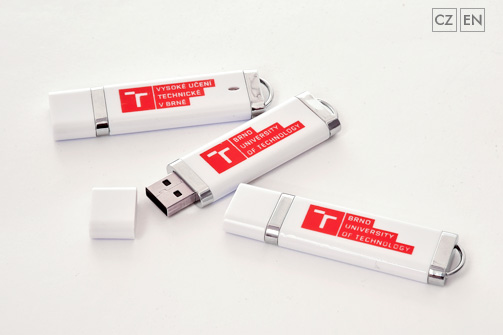 CZ EN
VYSOKÉ UČENÍ
TECHNICKÉ
V BRNĚ
BRNO
UNIVERSITY
OF TECHNOLOGY
BRNO
UNIVERSITY
OF TECHNOLOGY